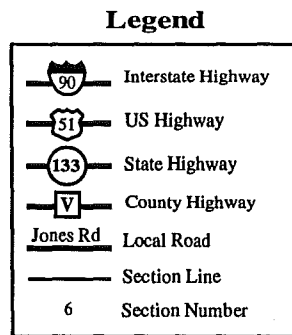 Legend
90 Interstate Highway
51 US Highway
133 State Highway
V County Highway
Jones Rd Local Road
Section Line
6 Section Number